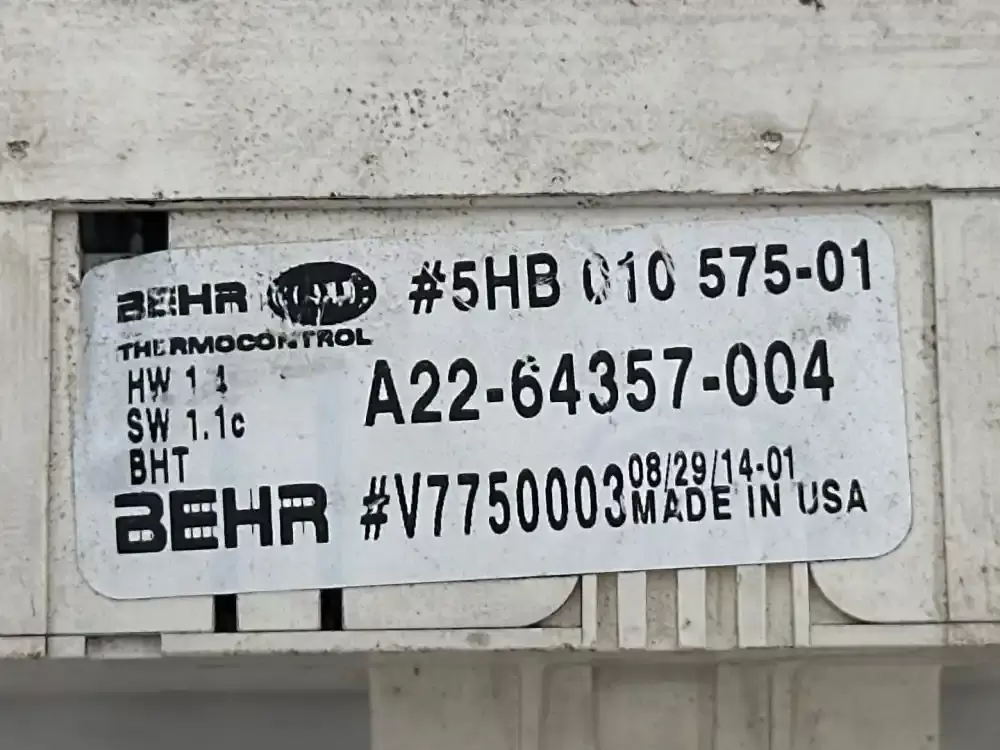 BEHR #5HB 010 575-01
THERMOCONTROL
HW 1.4
A22-64357-004
SW 1.1c
BHT
BEHR #V7750003 08/29/14-01
MADE IN USA